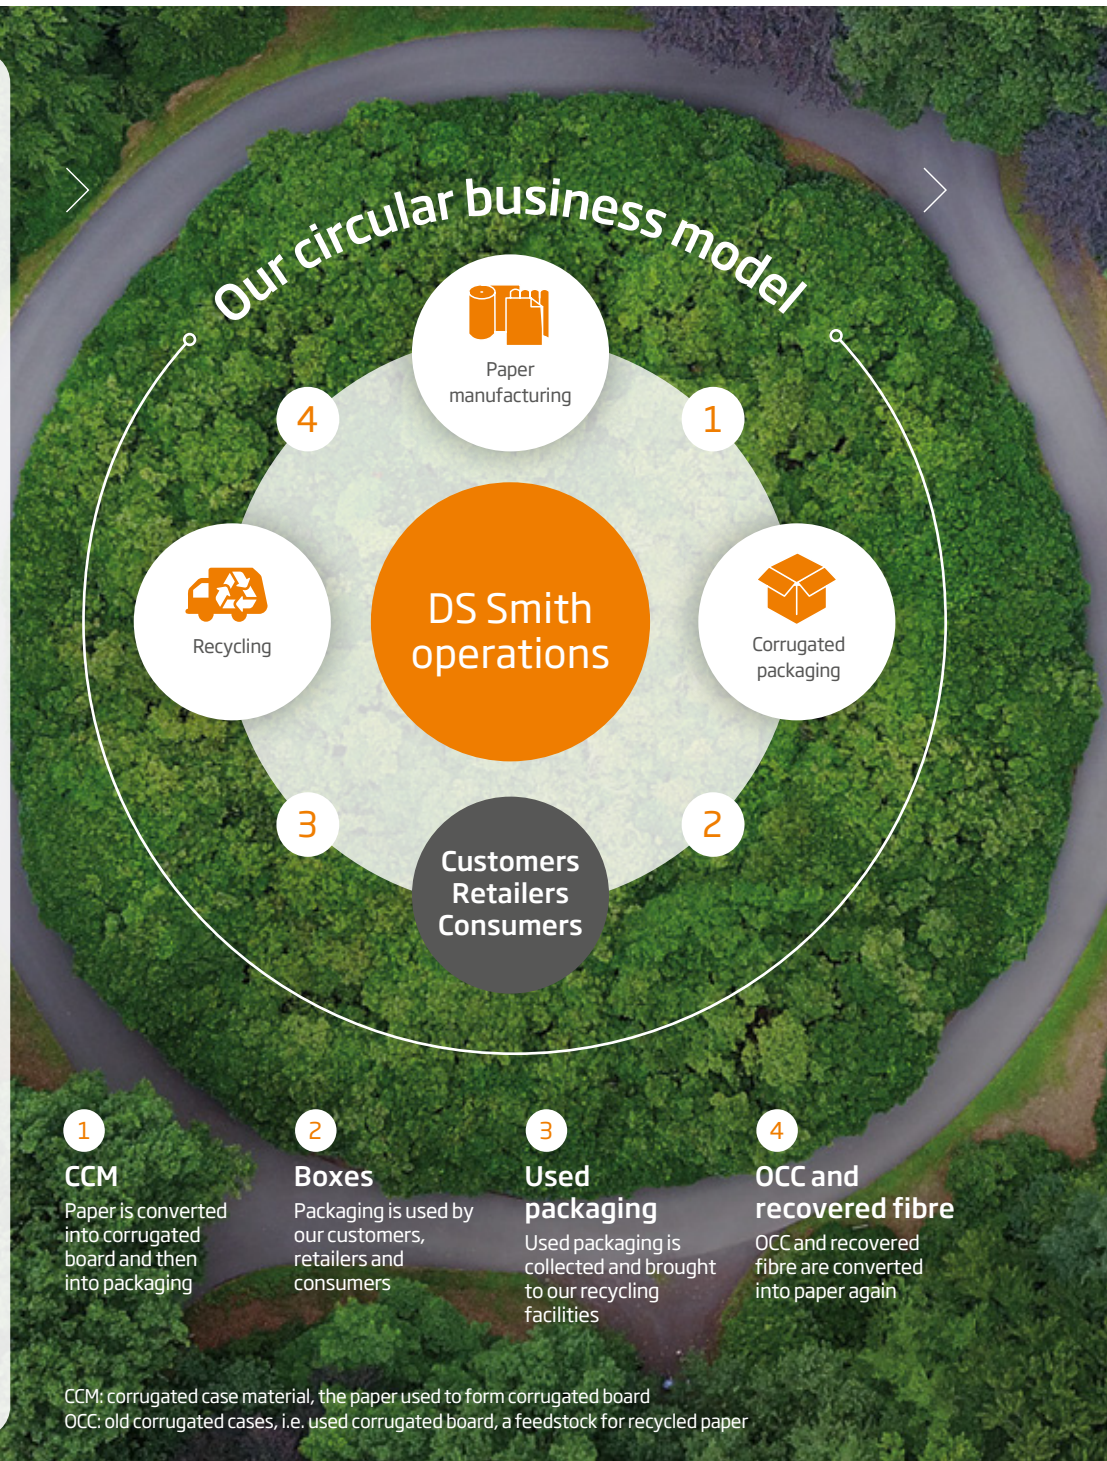 Our circular business model
Paper
manufacturing
4
1
Recycling
DS Smith
operations
Corrugated
packaging
3
2
Customers
Retailers
Consumers
1
CCM
Paper is converted
into corrugated
board and then
into packaging
2
Boxes
Packaging is used by
our customers,
retailers and
consumers
3
Used
packaging
Used packaging is
collected and brought
to our recycling
facilities
4
OCC and
recovered fibre
OCC and recovered
fibre are converted
into paper again
CCM: corrugated case material, the paper used to form corrugated board
OCC: old corrugated cases, i.e. used corrugated board, a feedstock for recycled paper